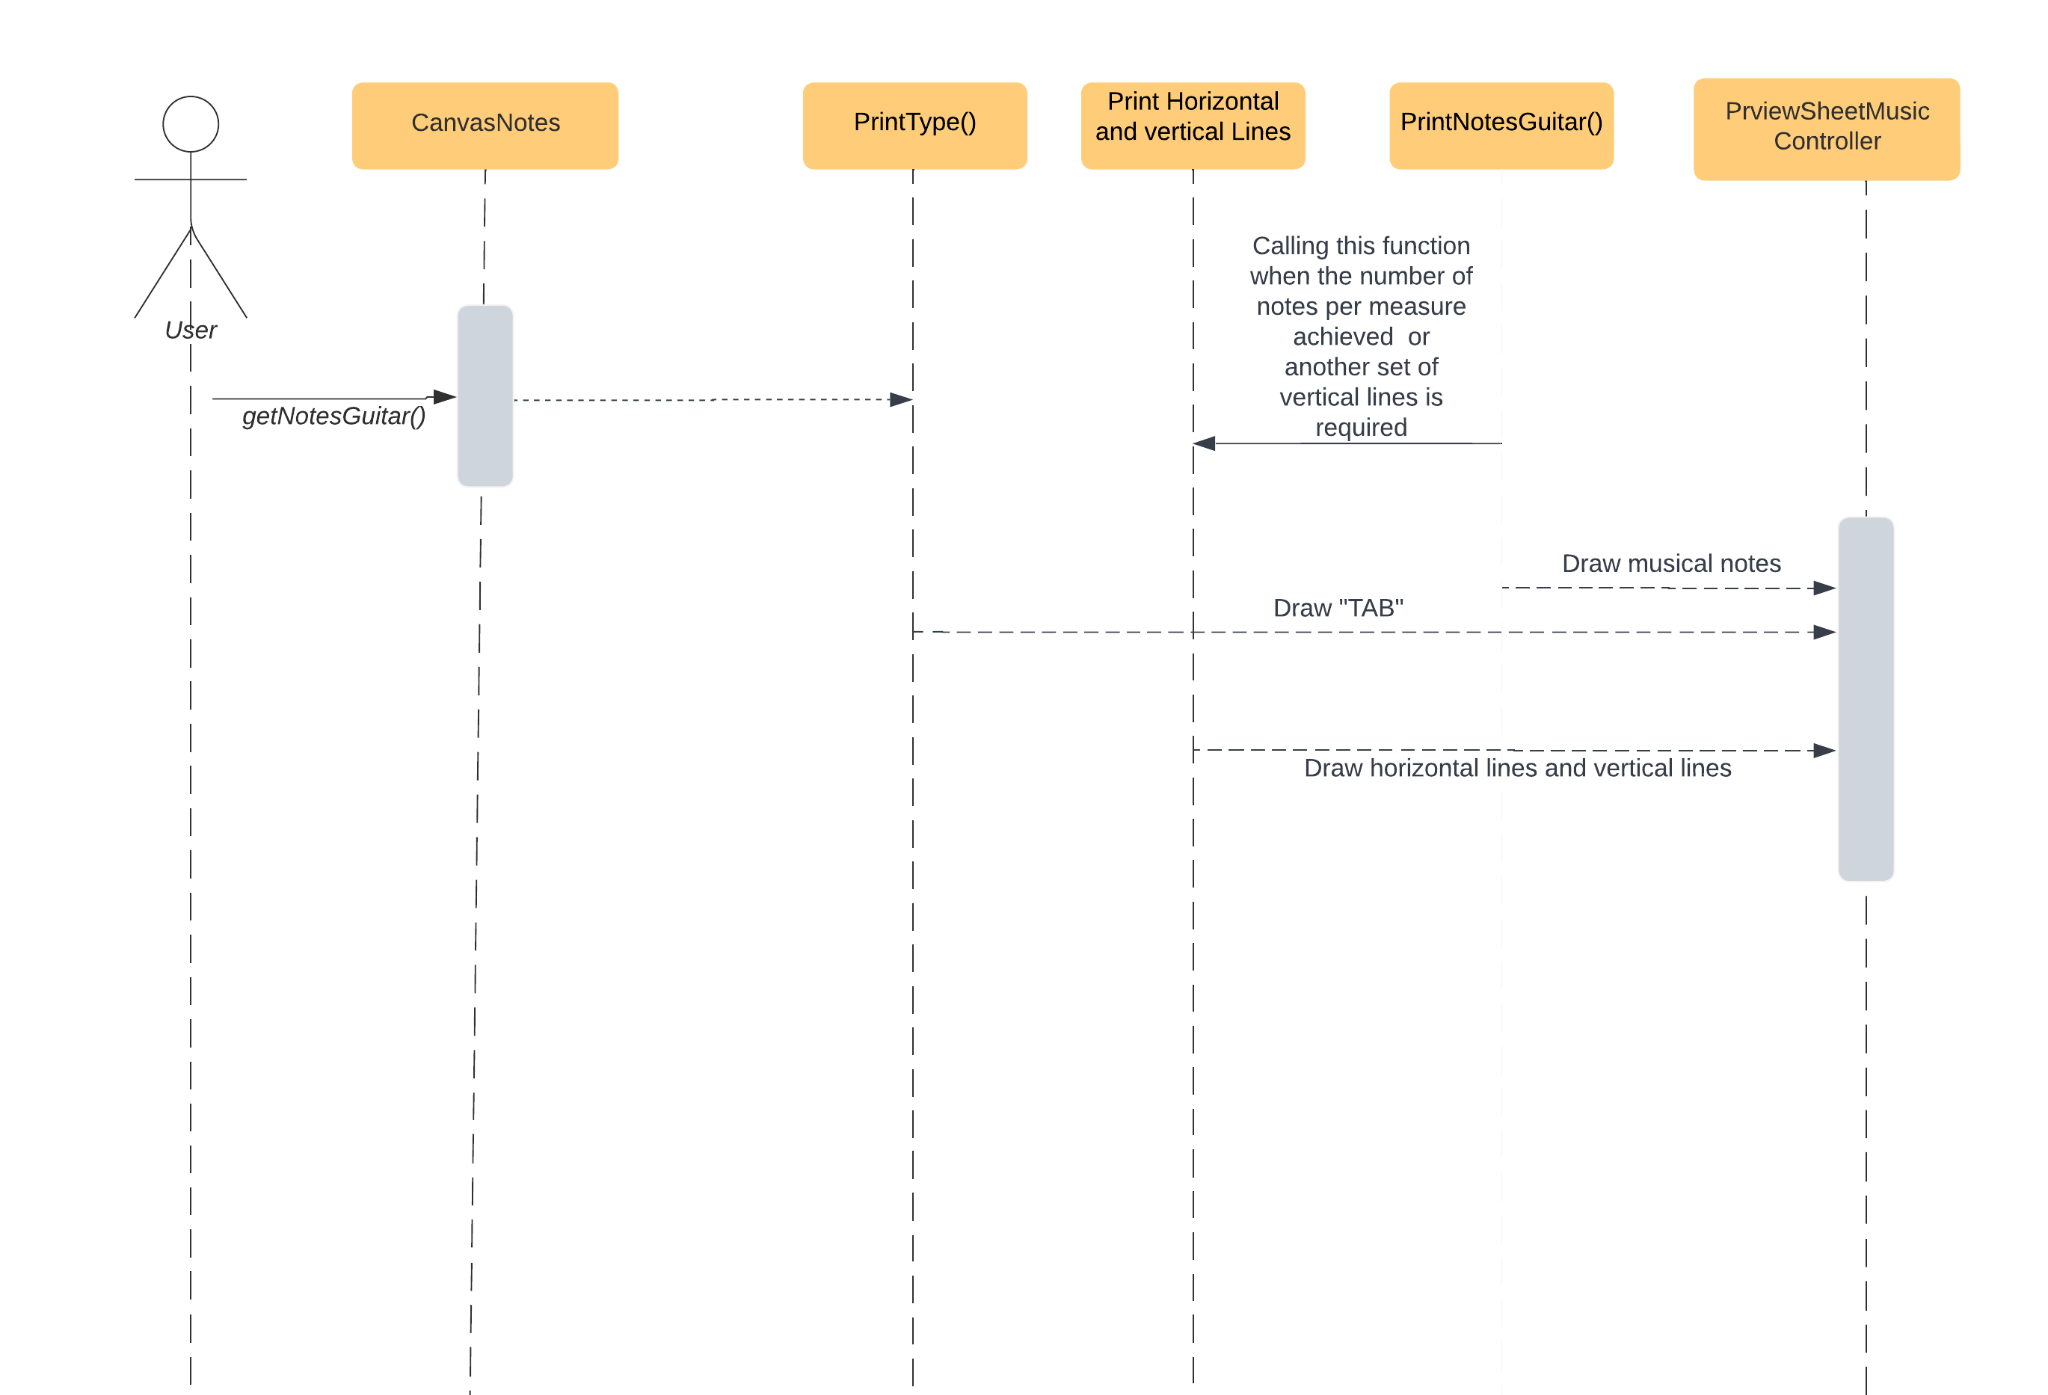 CanvasNotes
PrintType()
Print Horizontal
and vertical Lines
PrintNotesGuitar()
PrviewSheetMusic
Controller
User
getNotesGuitar()
Calling this function
when the number of
notes per measure
achieved  or
another set of
vertical lines is
required
Draw musical notes
Draw "TAB"
Draw horizontal lines and vertical lines